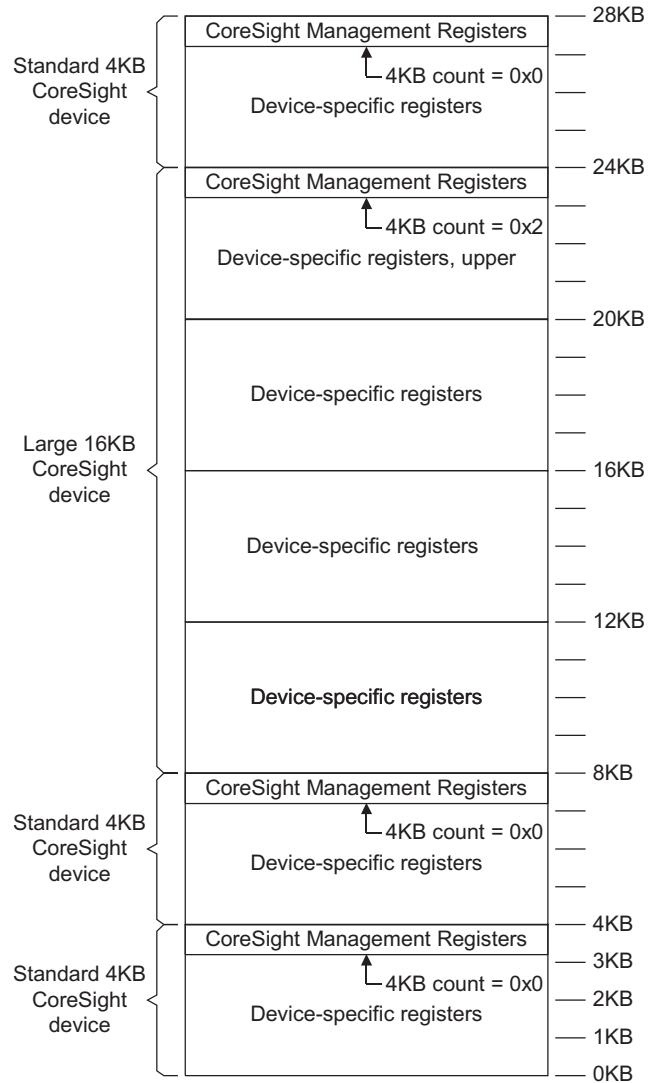 28KB
CoreSight Management Registers
4KB count = 0x0
Standard 4KB
CoreSight
device
Device-specific registers
24KB
CoreSight Management Registers
4KB count = 0x2
Device-specific registers, upper
20KB
Device-specific registers
Large 16KB
CoreSight
device
16KB
Device-specific registers
12KB
Device-specific registers
8KB
CoreSight Management Registers
4KB count = 0x0
Standard 4KB
CoreSight
device
Device-specific registers
4KB
CoreSight Management Registers
3KB
4KB count = 0x0
Standard 4KB
CoreSight
device
2KB
Device-specific registers
1KB
0KB